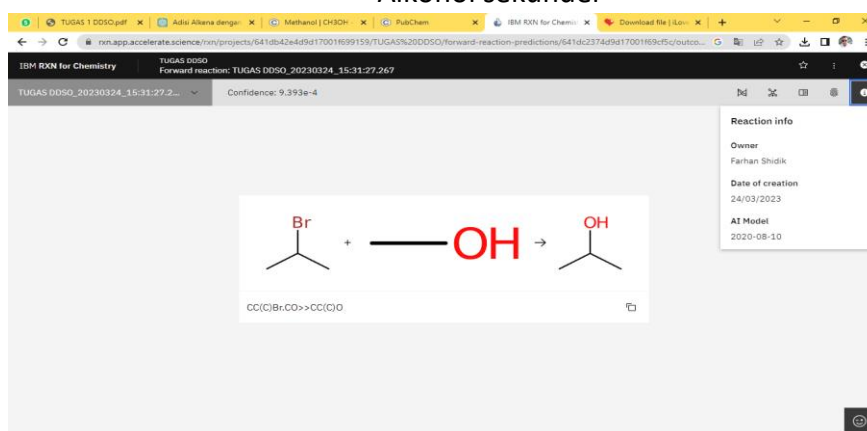 Alkohol sekunder
TUGAS 1 DDSO.pdf
Adisi Alkena dengan
Methanol | CH3OH -
PubChem
IBM RXN for Chemis
Download file | iLov
rxn.app.accelerate.science/rxn/projects/641db42e4d9d17001f699159/TUGAS%20DDSO/forward-reaction-predictions/641dc2374d9d17001f69cf5c/outco...
IBM RXN for Chemistry
TUGAS DDSO
Forward reaction: TUGAS DDSO_20230324_15:31:27.267
TUGAS DDSO_20230324_15:31:27.2...
Confidence: 9.393e-4
Reaction info
Owner
Farhan Shidik
Date of creation
24/03/2023
AI Model
2020-08-10
Br
+
OH
→
OH
CC(C)Br.CO>>CC(C)O